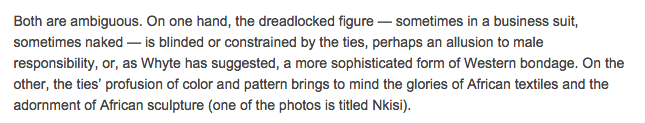 Both are ambiguous. On one hand, the dreadlocked figure — sometimes in a business suit,
sometimes naked — is blinded or constrained by the ties, perhaps an allusion to male
responsibility, or, as Whyte has suggested, a more sophisticated form of Western bondage. On the
other, the ties’ profusion of color and pattern brings to mind the glories of African textiles and the
adornment of African sculpture (one of the photos is titled Nkisi).